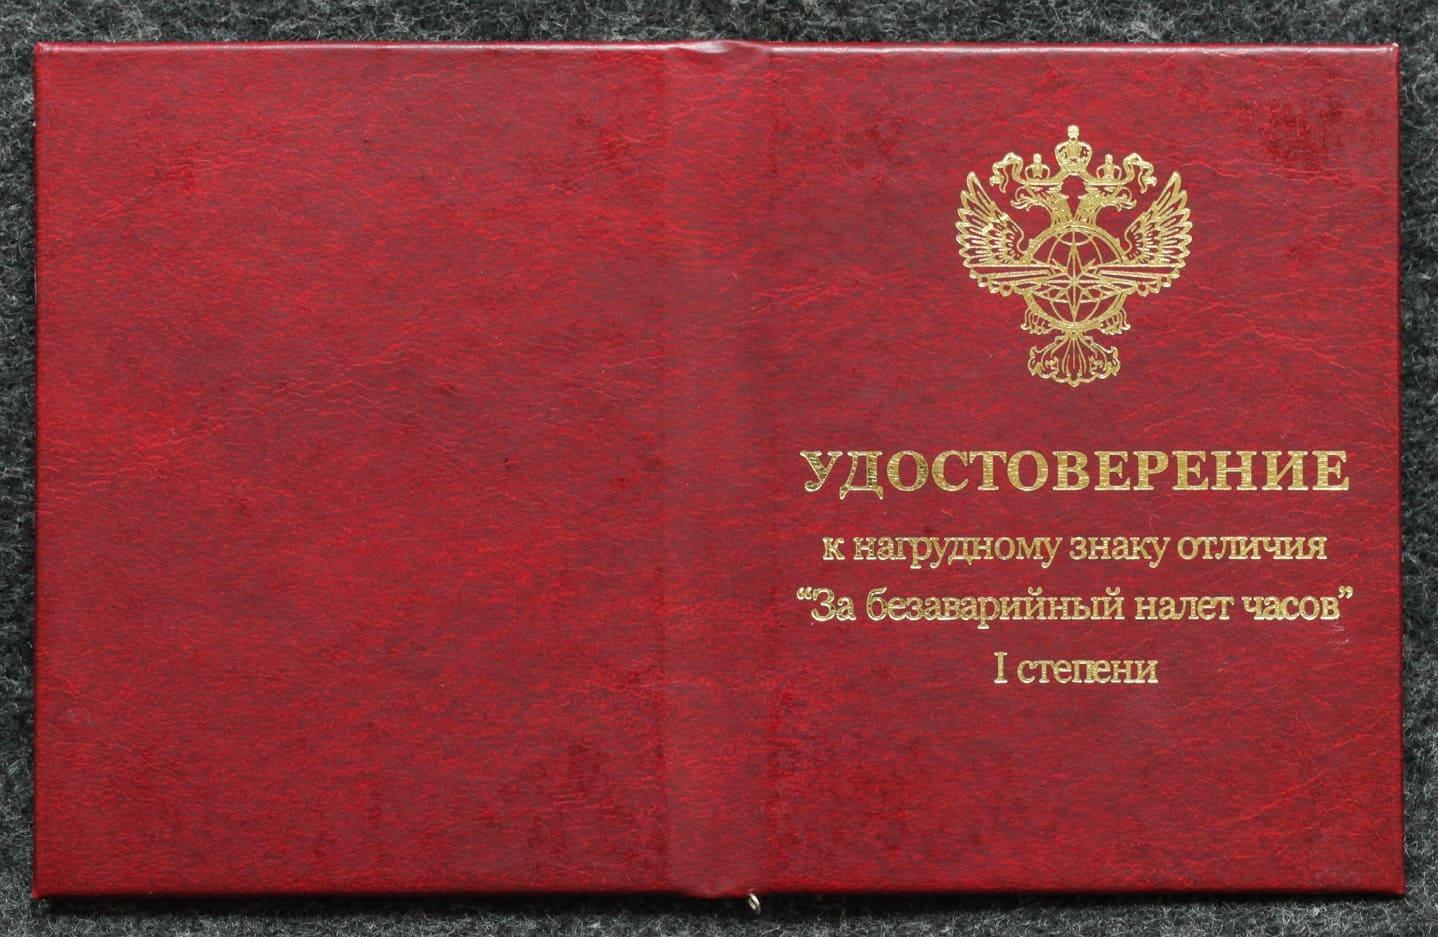 УДОСТОВЕРЕНИЕ
к нагрудному знаку отличия
“За безаварийный налет часов”
I степени